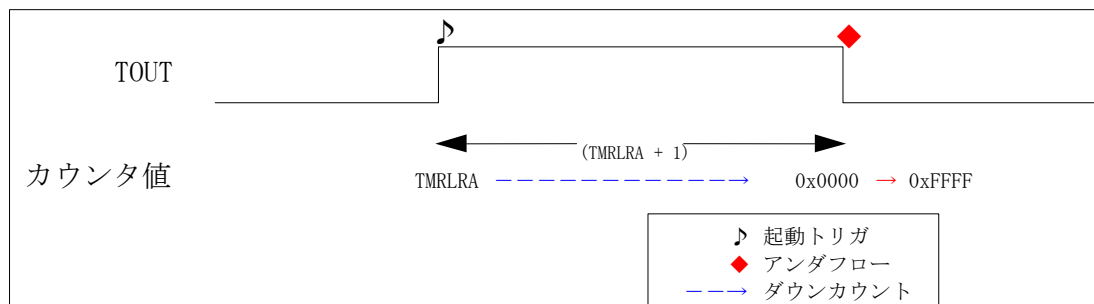 TOUT
(TMRLRA + 1)
カウンタ値
TMRLRA
0x0000 → 0xFFFF
♪ 起動トリガ
◆ アンダフロー
---→ ダウンカウント